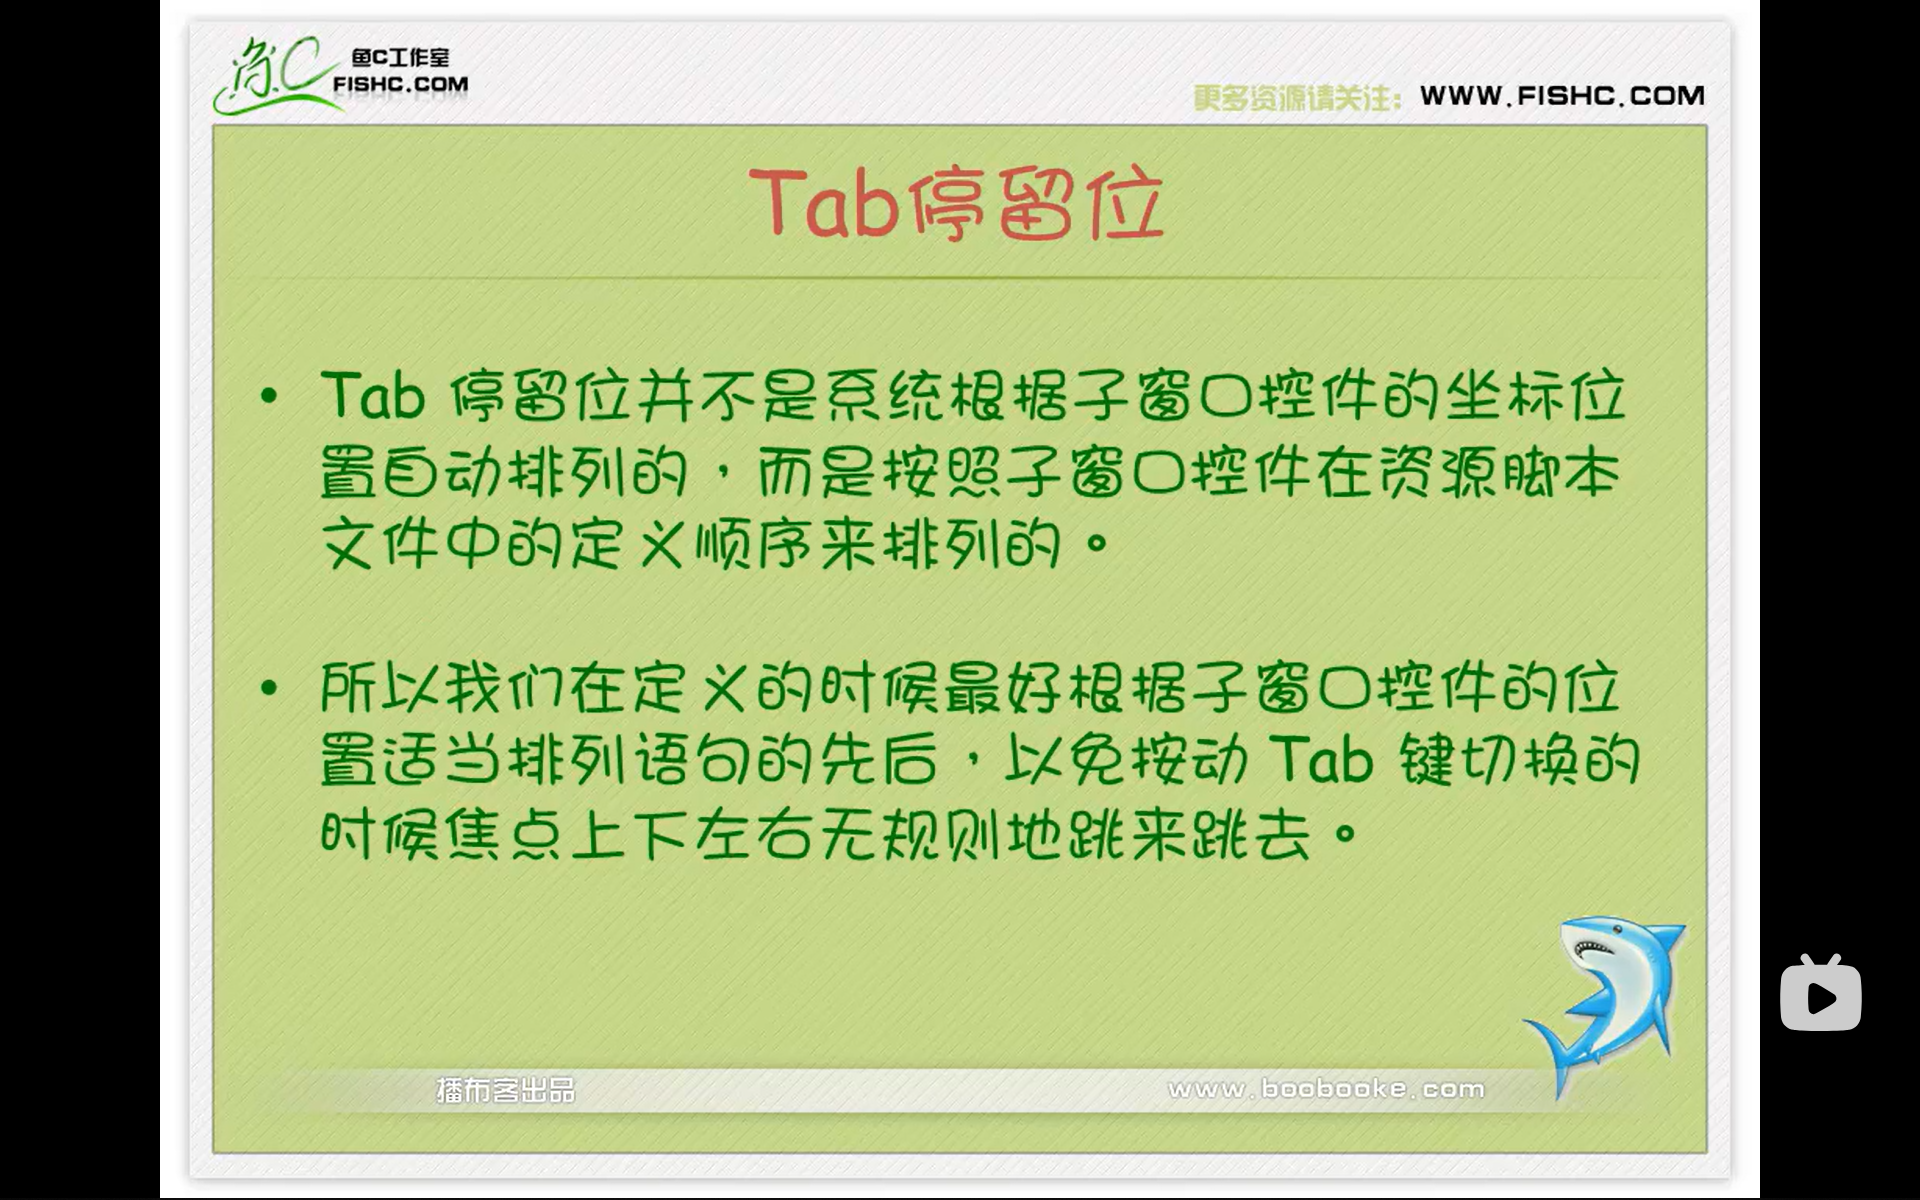 鱼C
鱼C工作室
FISHC.COM
更多资源请关注: WWW.FISHC.COM
Tab停留位
• Tab 停留位并不是系统根据子窗口控件的坐标位
置自动排列的，而是按照子窗口控件在资源脚本
文件中的定义顺序来排列的。
• 所以我们在定义的时候最好根据子窗口控件的位
置适当排列语句的先后，以免按动 Tab 键切换的
时候焦点上下左右无规则地跳来跳去。
播布客出品
www.boobooke.com